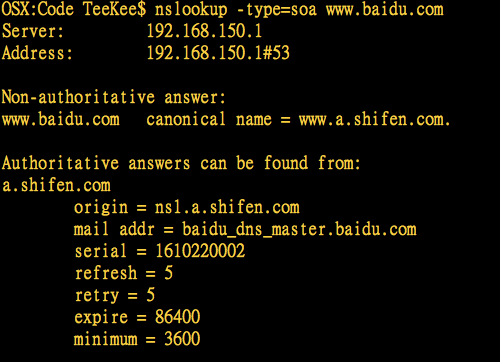 OSX:Code TeeKee$ nslookup -type=soa www.baidu.com
Server: 192.168.150.1
Address: 192.168.150.1#53
Non-authoritative answer:
www.baidu.com canonical name = www.a.shifen.com.
Authoritative answers can be found from:
a.shifen.com
origin = ns1.a.shifen.com
mail addr = baidu_dns_master.baidu.com
serial = 1610220002
refresh = 5
retry = 5
expire = 86400
minimum = 3600